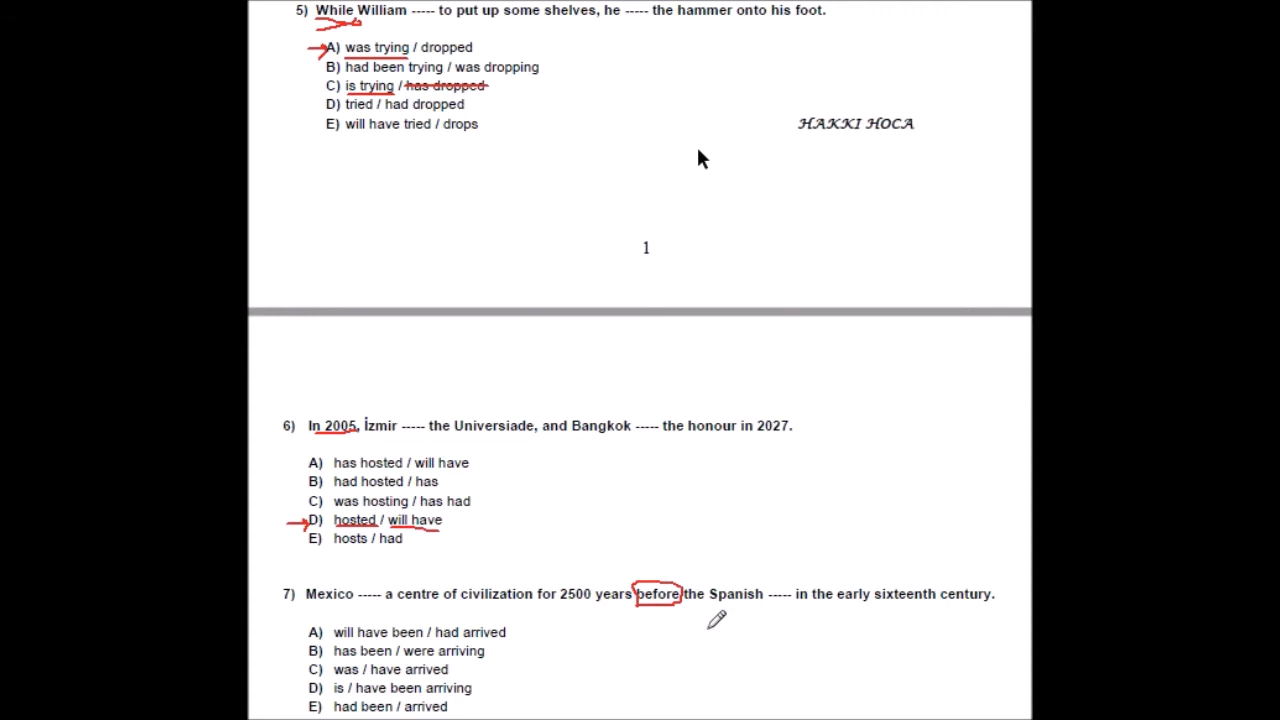 5) While William ----- to put up some shelves, he ----- the hammer onto his foot.
A) was trying / dropped
B) had been trying / was dropping
C) is trying / has dropped
D) tried / had dropped
E) will have tried / drops
HAKKI HOCA
1
6) In 2005, İzmir ----- the Universiade, and Bangkok ----- the honour in 2027.
A) has hosted / will have
B) had hosted / has
C) was hosting / has had
D) hosted / will have
E) hosts / had
7) Mexico ----- a centre of civilization for 2500 years before the Spanish ----- in the early sixteenth century.
A) will have been / had arrived
B) has been / were arriving
C) was / have arrived
D) is / have been arriving
E) had been / arrived